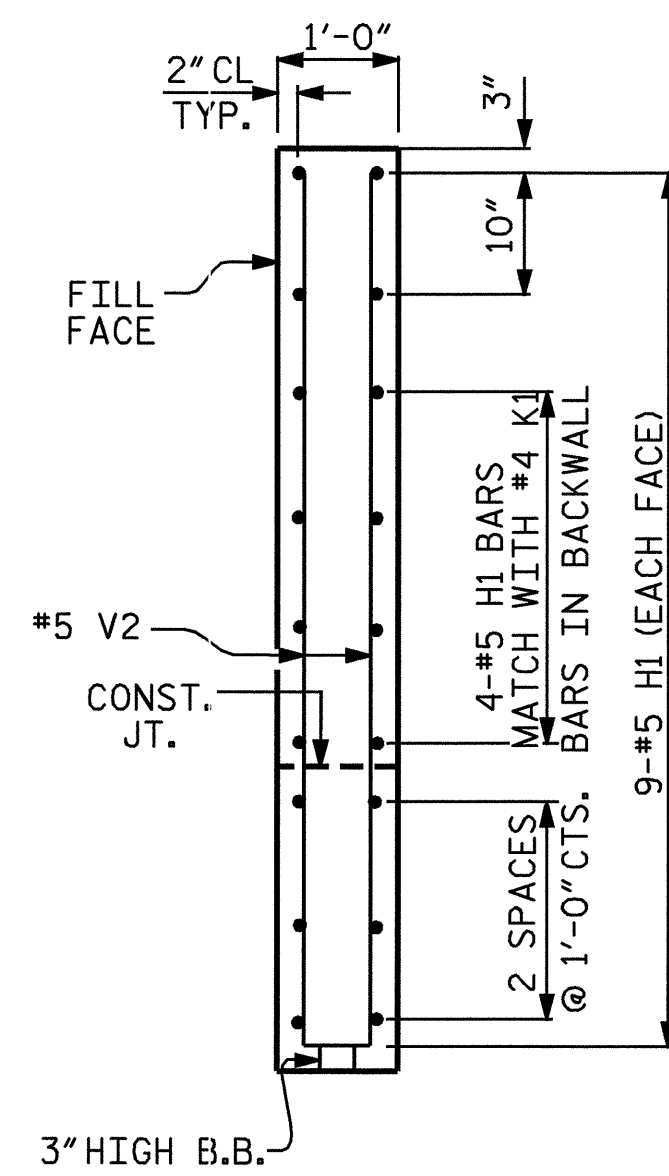 1'-0"
2" CL
TYP.
3"
10"
FILL
FACE
4-#5 H1 BARS
MATCH WITH #4 K1
BARS IN BACKWALL
9-#5 H1 (EACH FACE)
#5 V2
CONST.
JT.
2 SPACES
@ 1'-0" CTS.
3" HIGH B.B.